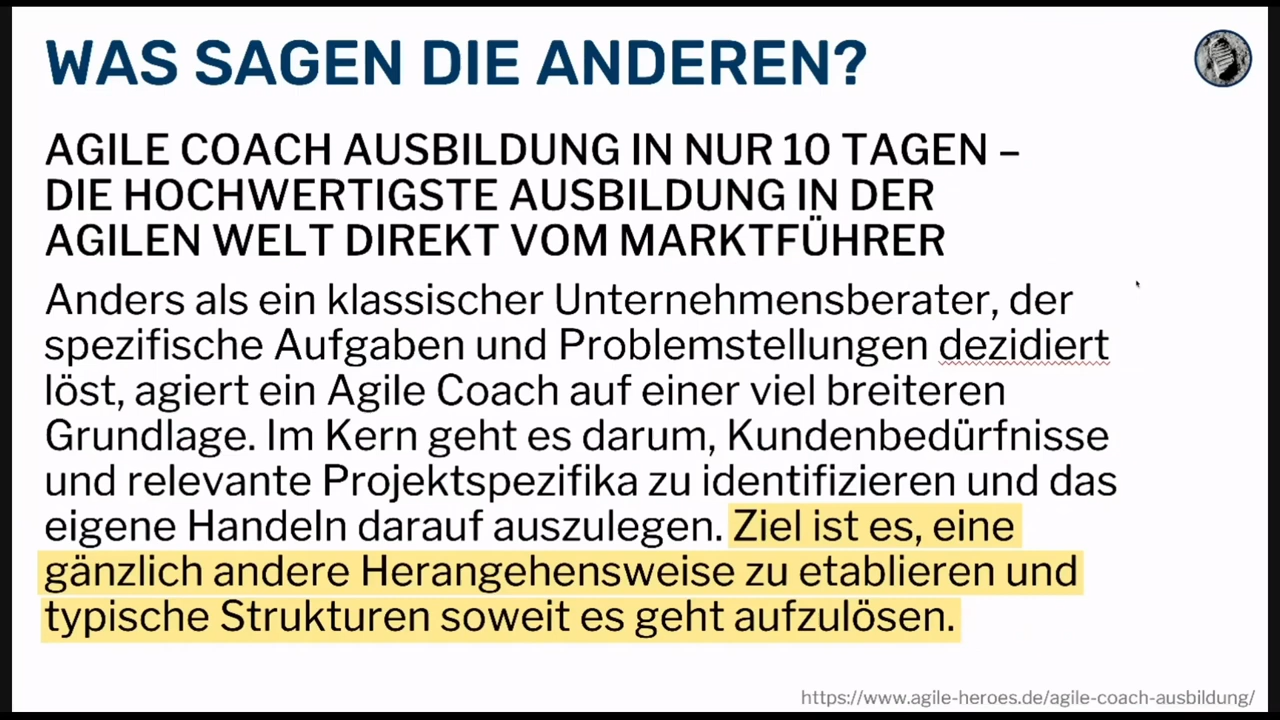 WAS SAGEN DIE ANDEREN?
AGILE COACH AUSBILDUNG IN NUR 10 TAGEN –
DIE HOCHWERTIGSTE AUSBILDUNG IN DER
AGILEN WELT DIREKT VOM MARKTFÜHRER
Anders als ein klassischer Unternehmensberater, der
spezifische Aufgaben und Problemstellungen dezidiert
löst, agiert ein Agile Coach auf einer viel breiteren
Grundlage. Im Kern geht es darum, Kundenbedürfnisse
und relevante Projektspezifika zu identifizieren und das
eigene Handeln darauf auszulegen. Ziel ist es, eine
gänzlich andere Herangehensweise zu etablieren und
typische Strukturen soweit es geht aufzulösen.
https://www.agile-heroes.de/agile-coach-ausbildung/